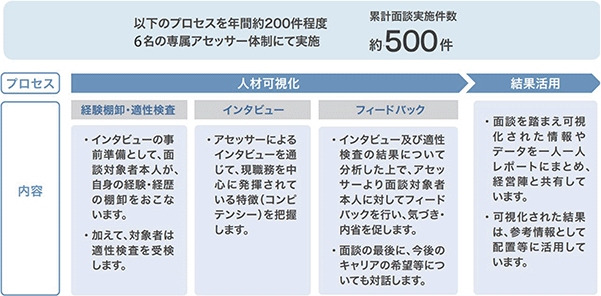 以下のプロセスを年間約200件程度
6名の専属アセッサー体制にて実施
累計面談実施件数
約500件
プロセス
人材可視化
結果活用
経験棚卸・適性検査
インタビュー
フィードバック
内容
・インタビューの事
前準備として、面
談対象者本人が、
自身の経験・経歴
の棚卸をおこな
います。
・加えて、対象者は
適性検査を受検
します。
・アセッサーによる
インタビューを通
じて、現職務を中
心に発揮されてい
る特徴（コンピ
テンシー）を把握
します。
・インタビュー及び適性
検査の結果について
分析した上で、アセッ
サーより面談対象者
本人に対してフィード
バックを行い、気づき・
内省を促します。
・面談の最後に、今後の
キャリアの希望等につ
いても対話します。
・面談を踏まえ可視
化された情報や
データを一人一人
レポートにまとめ、
経営陣と共有して
います。
・可視化された結果
は、参考情報として
配置等に活用し
ています。